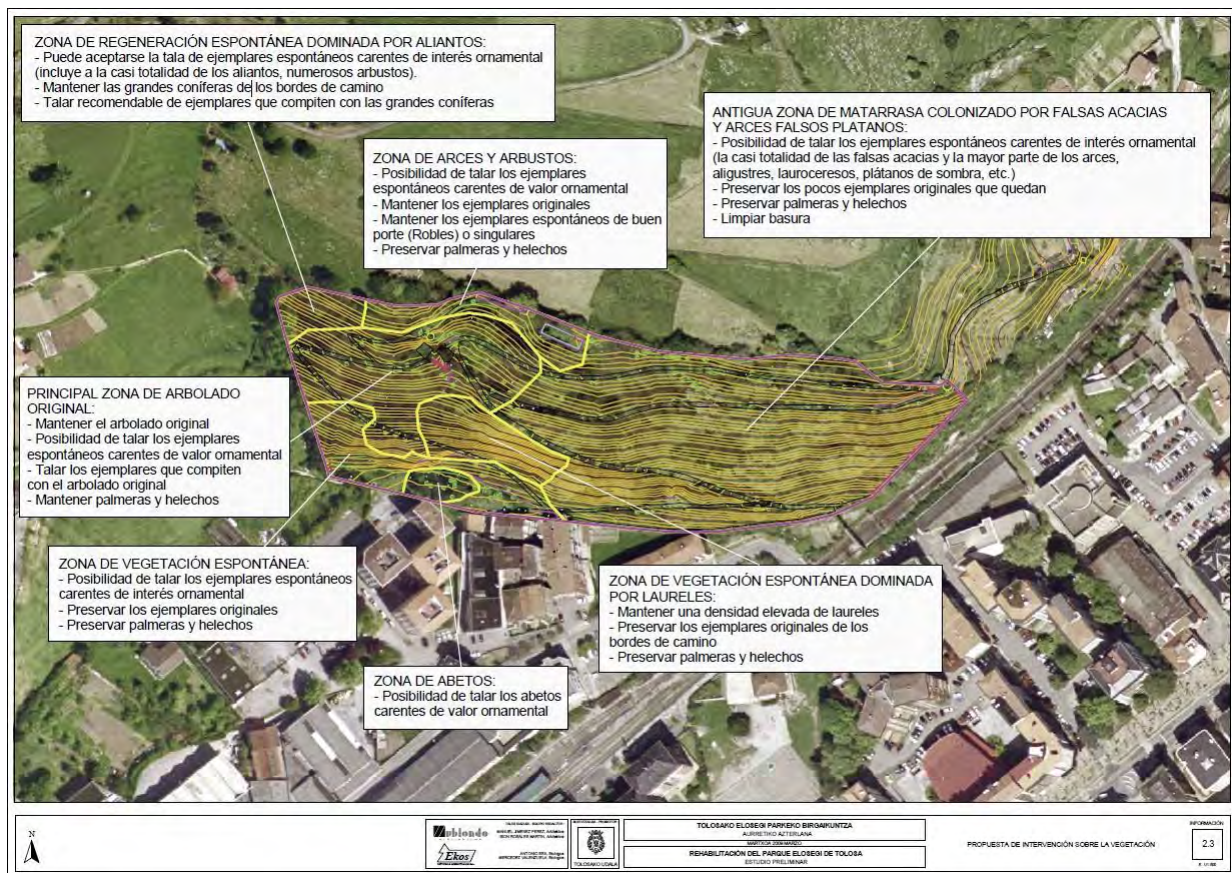 ZONA DE REGENERACIÓN ESPONTÁNEA DOMINADA POR ALIANTOS:
- Puede aceptarse la tala de ejemplares espontáneos carentes de interés ornamental
(incluye a la casi totalidad de los aliantos, numerosos arbustos).
- Mantener las grandes coníferas de los bordes de camino
- Talar recomendable de ejemplares que compiten con las grandes coníferas
ZONA DE ARCES Y ARBUSTOS:
- Posibilidad de talar los ejemplares
espontáneos carentes de valor ornamental
- Mantener los ejemplares originales
- Mantener los ejemplares espontáneos de buen
porte (Robles) o singulares
- Preservar palmeras y helechos
ANTIGUA ZONA DE MATARRASA COLONIZADO POR FALSAS ACACIAS
Y ARCES FALSOS PLATANOS:
- Posibilidad de talar los ejemplares espontáneos carentes de interés ornamental
(la casi totalidad de las falsas acacias y la mayor parte de los arces,
aligustres, lauroceresos, plátanos de sombra, etc.)
- Preservar los pocos ejemplares originales que quedan
- Preservar palmeras y helechos
- Limpiar basura
PRINCIPAL ZONA DE ARBOLADO
ORIGINAL:
- Mantener el arbolado original
- Posibilidad de talar los ejemplares
espontáneos carentes de valor ornamental
- Talar los ejemplares que compiten
con el arbolado original
- Mantener palmeras y helechos
ZONA DE VEGETACIÓN ESPONTÁNEA:
- Posibilidad de talar los ejemplares espontáneos
carentes de interés ornamental
- Preservar los ejemplares originales
- Preservar palmeras y helechos
ZONA DE VEGETACIÓN ESPONTÁNEA DOMINADA
POR LAURELES:
- Mantener una densidad elevada de laureles
- Preservar los ejemplares originales de los
bordes de camino
- Preservar palmeras y helechos
ZONA DE ABETOS:
- Posibilidad de talar los abetos
carentes de valor ornamental
N
Ekos
TOLOSAKO UDALA
TOLOSAKO ELOSEGI PARKEKO BIRGAIKUNTZA
AURRETIKO AZTERLANA
REHABILITACIÓN DEL PARQUE ELOSEGI DE TOLOSA
ESTUDIO PRELIMINAR
PROPUESTA DE INTERVENCIÓN SOBRE LA VEGETACIÓN
INFORMACIÓN
2.3